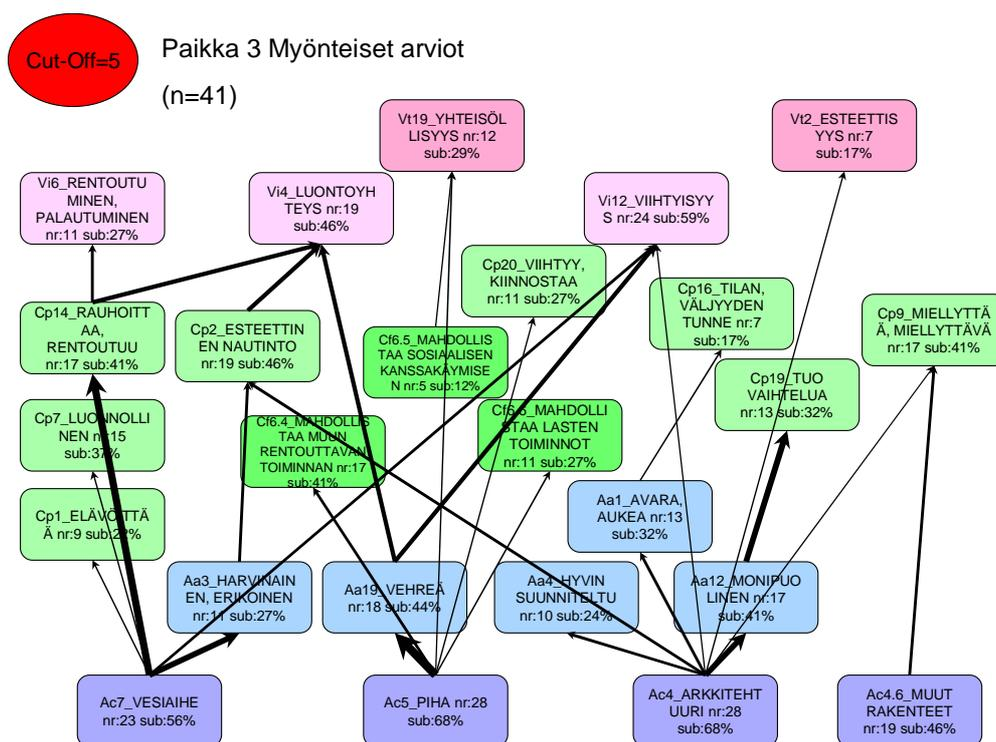 Cut-Off=5
Paikka 3 Myönteiset arviot
(n=41)
Vt19_YHTEISÖL
LISYYS nr:12
sub:29%
Vt2_ESTEETTIS
YYS nr:7
sub:17%
Vi6_RENTOUTU
MINEN,
PALAUTUMINEN
nr:11 sub:27%
Vi4_LUONTOYH
TEYS nr:19
sub:46%
Vi12_VIIHTYISYY
S nr:24 sub:59%
Cp20_VIIHTYY,
KIINNOSTAA
nr:11 sub:27%
Cp16_TILAN,
VÄLJYYDEN
TUNNE nr:7
sub:17%
Cp9_MIELLYTTÄ
Ä, MIELLYTTÄVÄ
nr:17 sub:41%
Cp14_RAUHOITT
AA,
RENTOUTUU
nr:17 sub:41%
Cp2_ESTEETTIN
EN NAUTINTO
nr:19 sub:46%
Cf6.5_MAHDOLLIS
TAA SOSIAALISEN
KANSSAKÄYMISE
N nr:5 sub:12%
Cp19_TUO
VAIHTELUA
nr:13 sub:32%
Cp7_LUONNOLLI
NEN nr:15
sub:37%
Cf6.4_MAHDOLLIS
TAA MUUN
RENTOUTTAVAN
TOIMINNAN nr:17
sub:41%
Cf6.6_MAHDOLLI
STAA LASTEN
TOIMINNOT
nr:11 sub:27%
Cp1_ELÄVÖITTÄ
Ä nr:9 sub:22%
Aa1_AVARA,
AUKEA nr:13
sub:32%
Aa3_HARVINAIN
EN, ERIKOINEN
nr:11 sub:27%
Aa19_VEHREÄ
nr:18 sub:44%
Aa4_HYVIN
SUUNNITELTU
nr:10 sub:24%
Aa12_MONIPUO
LINEN nr:17
sub:41%
Ac7_VESIAIHE
nr:23 sub:56%
Ac5_PIHA nr:28
sub:68%
Ac4_ARKKITEHT
UURI nr:28
sub:68%
Ac4.6_MUUT
RAKENTEET
nr:19 sub:46%